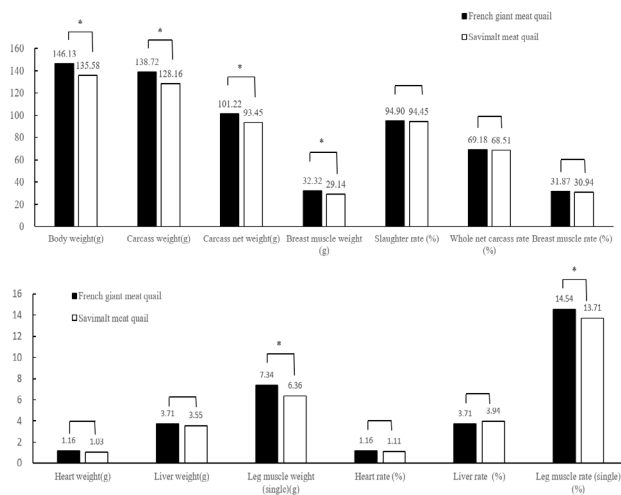 French giant meat quail
Savimalt meat quail
* * * *
160
140
120
100
80
60
40
20
0
146.13 135.58 138.72 128.16 101.22 93.45 32.32 29.14 94.90 94.45 69.18 68.51 31.87 30.94
Body weight(g) Carcass weight(g) Carcass net weight(g) Breast muscle weight Slaughter rate (%) Whole net carcass rate Breast muscle rate (%)
(g) (%)
French giant meat quail
Savimalt meat quail
* *
16
14
12
10
8
6
4
2
0
1.16 1.03 3.71 3.55 7.34 6.36 1.16 1.11 3.71 3.94 14.54 13.71
Heart weight(g) Liver weight(g) Leg muscle weight Heart rate (%) Liver rate (%) Leg muscle rate (single)
(single)(g) (%)